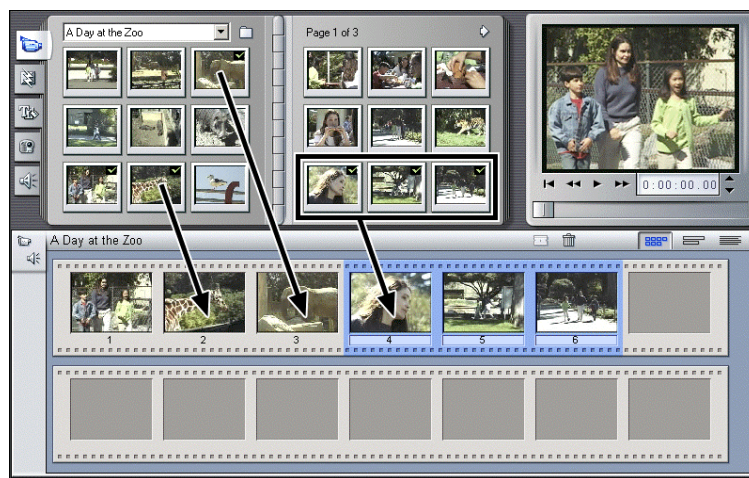 A Day at the Zoo
Page 1 of 3
0:00:00.00
A Day at the Zoo
1 2 3 4 5 6